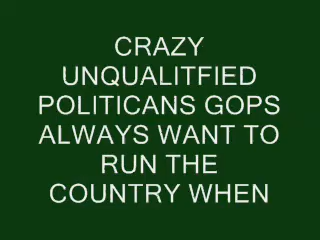 CRAZY
UNQUALITFIED
POLITICANS GOPS
ALWAYS WANT TO
RUN THE
COUNTRY WHEN